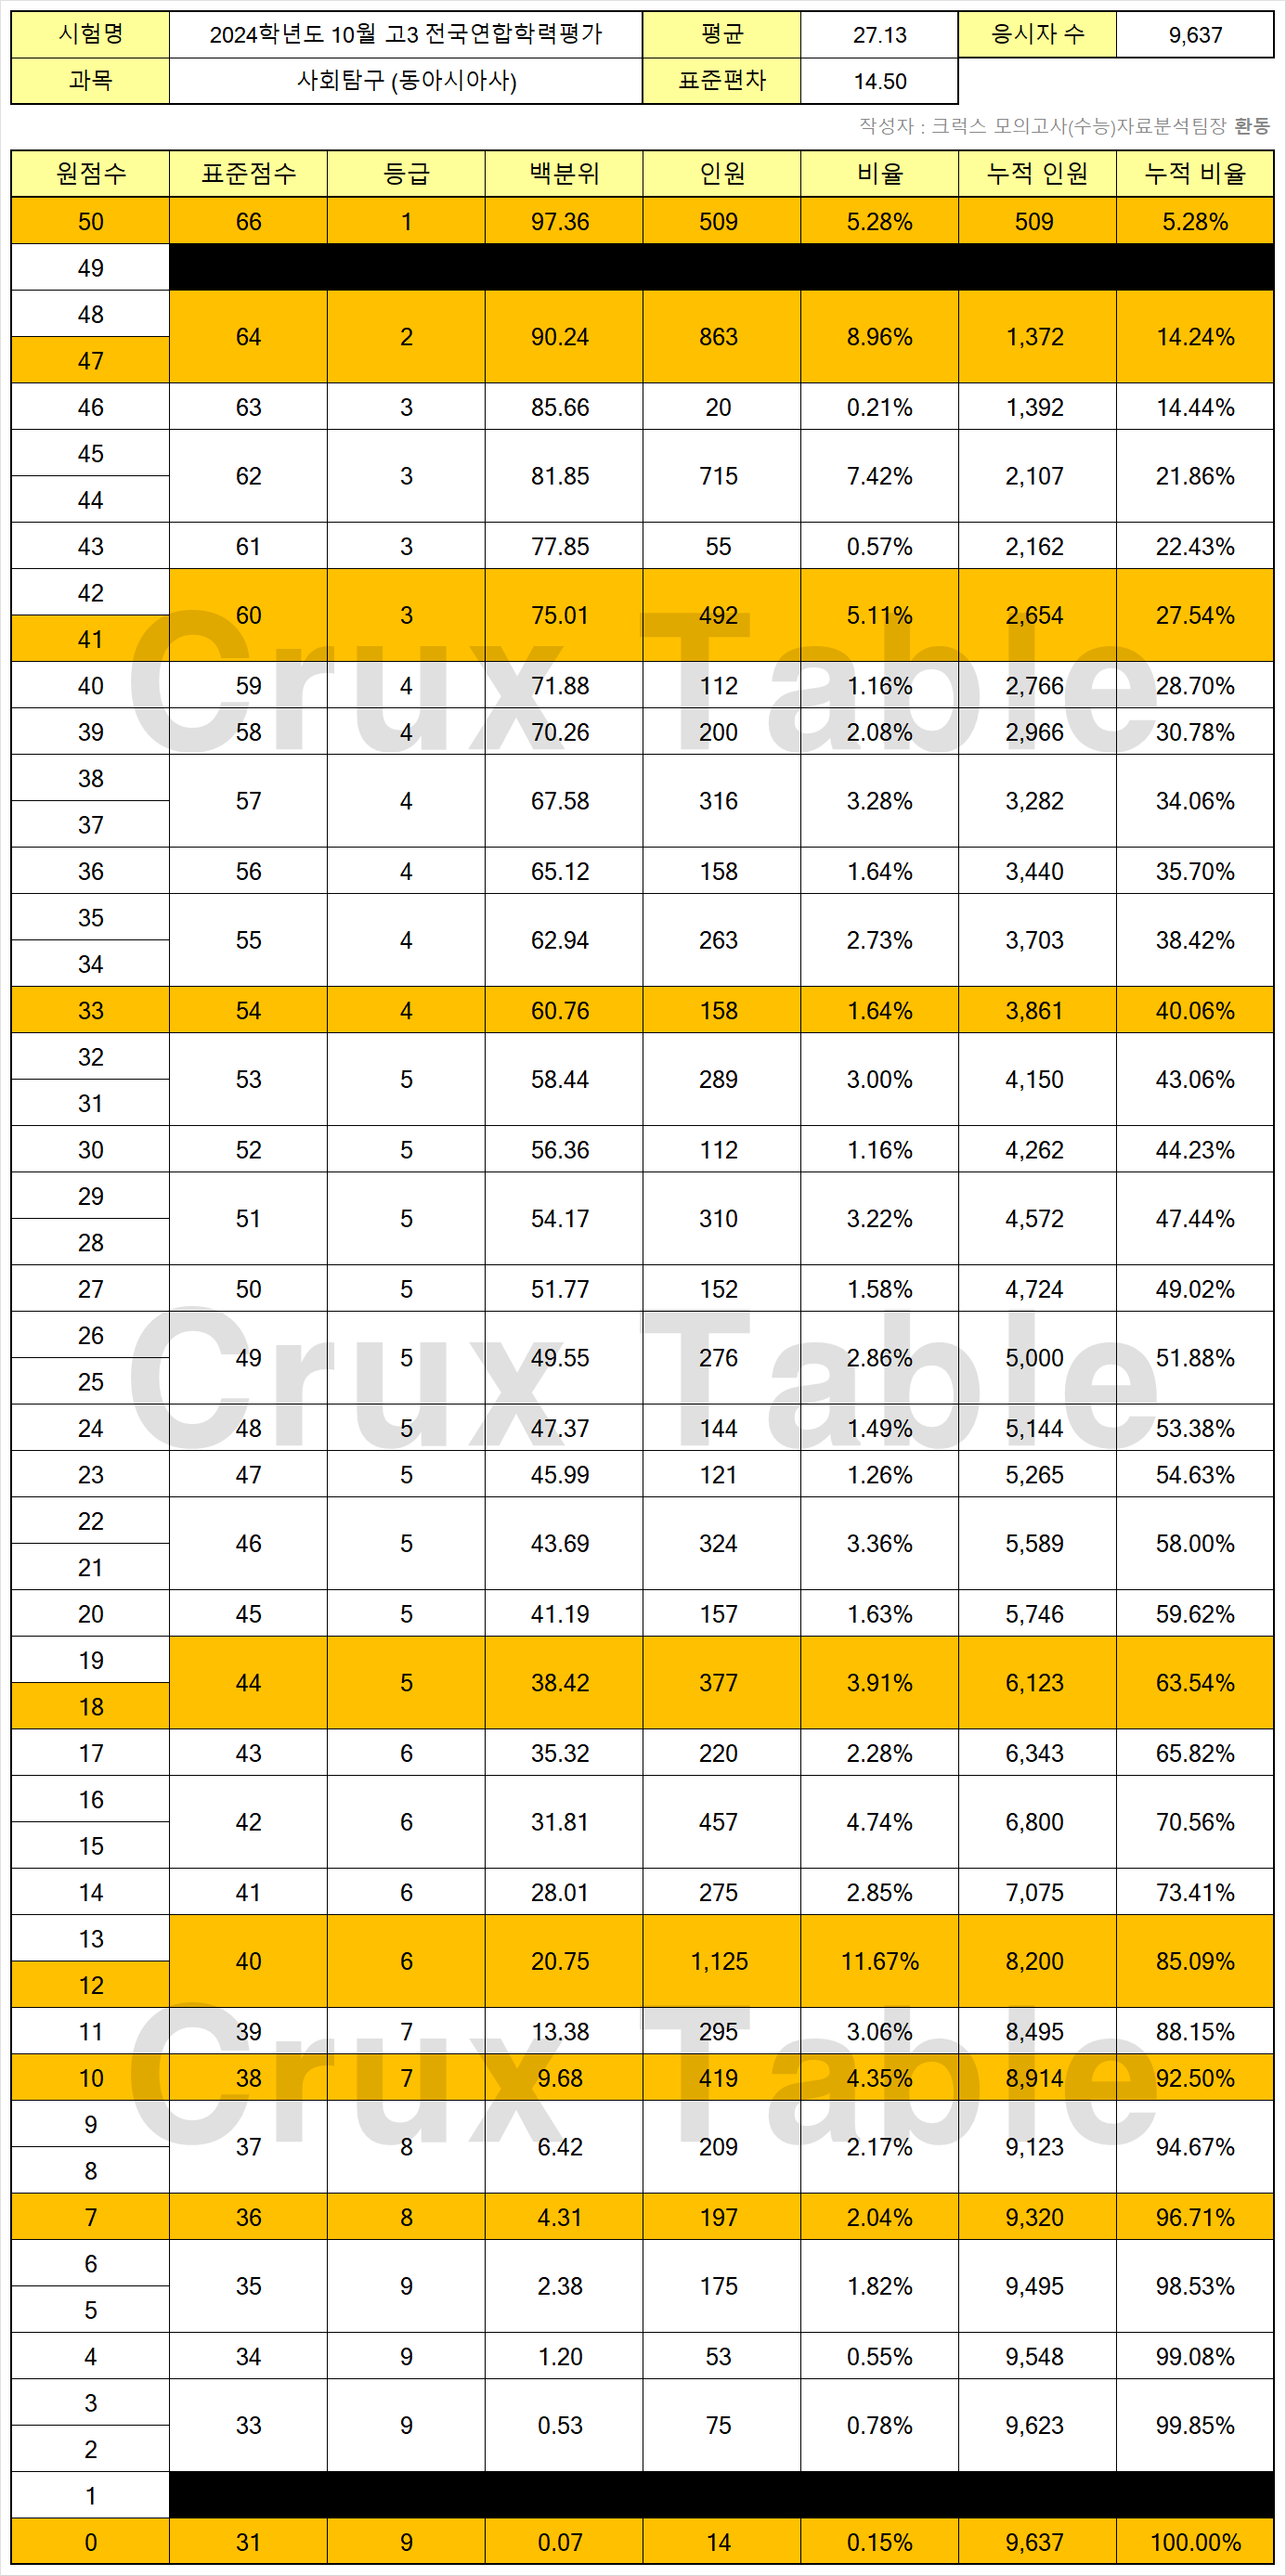 시험명 2024학년도 10월 고3 전국연합학력평가 평균 27.13 응시자 수 9,637
과목 사회탐구 (동아시아사) 표준편차 14.50
작성자 : 크럭스 모의고사(수능)자료분석팀장 환동
원점수 표준점수 등급 백분위 인원 비율 누적 인원 누적 비율
50 66 1 97.36 509 5.28% 509 5.28%
49
48
64 2 90.24 863 8.96% 1,372 14.24%
47
46 63 3 85.66 20 0.21% 1,392 14.44%
45
62 3 81.85 715 7.42% 2,107 21.86%
44
43 61 3 77.85 55 0.57% 2,162 22.43%
42
60 3 75.01 492 5.11% 2,654 27.54%
41
Crux Table
40 59 4 71.88 112 1.16% 2,766 28.70%
39 58 4 70.26 200 2.08% 2,966 30.78%
38
57 4 67.58 316 3.28% 3,282 34.06%
37
36 56 4 65.12 158 1.64% 3,440 35.70%
35
55 4 62.94 263 2.73% 3,703 38.42%
34
33 54 4 60.76 158 1.64% 3,861 40.06%
32
53 5 58.44 289 3.00% 4,150 43.06%
31
30 52 5 56.36 112 1.16% 4,262 44.23%
29
51 5 54.17 310 3.22% 4,572 47.44%
28
27 50 5 51.77 152 1.58% 4,724 49.02%
26
49 5 49.55 276 2.86% 5,000 51.88%
25
Crux Table
24 48 5 47.37 144 1.49% 5,144 53.38%
23 47 5 45.99 121 1.26% 5,265 54.63%
22
46 5 43.69 324 3.36% 5,589 58.00%
21
20 45 5 41.19 157 1.63% 5,746 59.62%
19
44 5 38.42 377 3.91% 6,123 63.54%
18
17 43 6 35.32 220 2.28% 6,343 65.82%
16
42 6 31.81 457 4.74% 6,800 70.56%
15
14 41 6 28.01 275 2.85% 7,075 73.41%
13
40 6 20.75 1,125 11.67% 8,200 85.09%
12
11 39 7 13.38 295 3.06% 8,495 88.15%
Crux Table
10 38 7 9.68 419 4.35% 8,914 92.50%
9
37 8 6.42 209 2.17% 9,123 94.67%
8
7 36 8 4.31 197 2.04% 9,320 96.71%
6
35 9 2.38 175 1.82% 9,495 98.53%
5
4 34 9 1.20 53 0.55% 9,548 99.08%
3
33 9 0.53 75 0.78% 9,623 99.85%
2
1
0 31 9 0.07 14 0.15% 9,637 100.00%